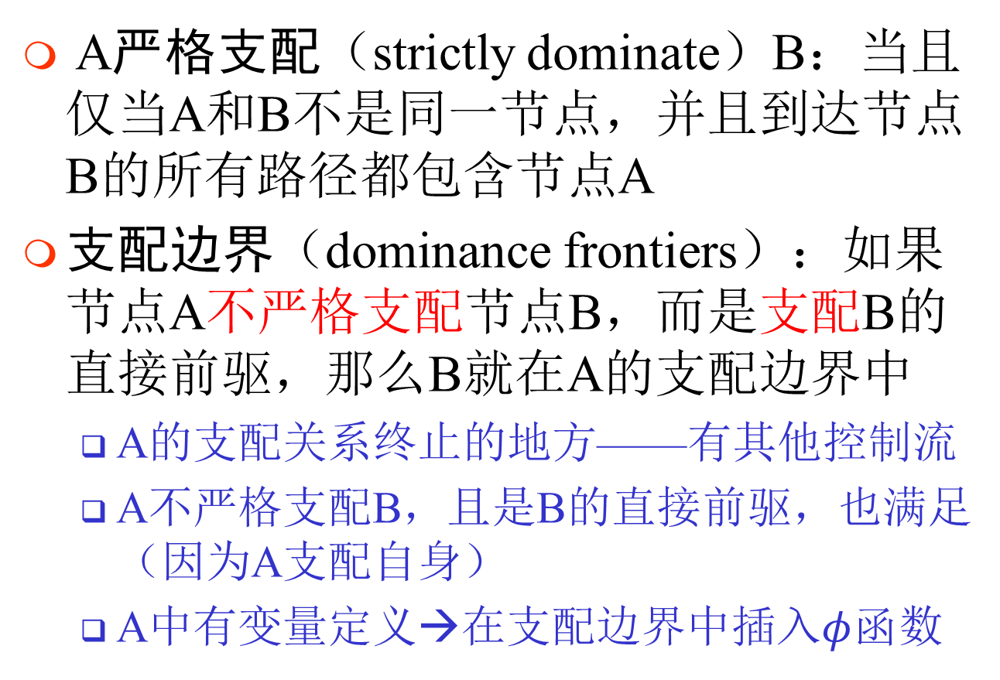 A严格支配（strictly dominate）B：当且
仅当A和B不是同一节点，并且到达节点
B的所有路径都包含节点A
支配边界（dominance frontiers）：如果
节点A不严格支配节点B，而是支配B的
直接前驱，那么B就在A的支配边界中
A的支配关系终止的地方——有其他控制流
A不严格支配B，且是B的直接前驱，也满足
（因为A支配自身）
A中有变量定义→在支配边界中插入ϕ函数